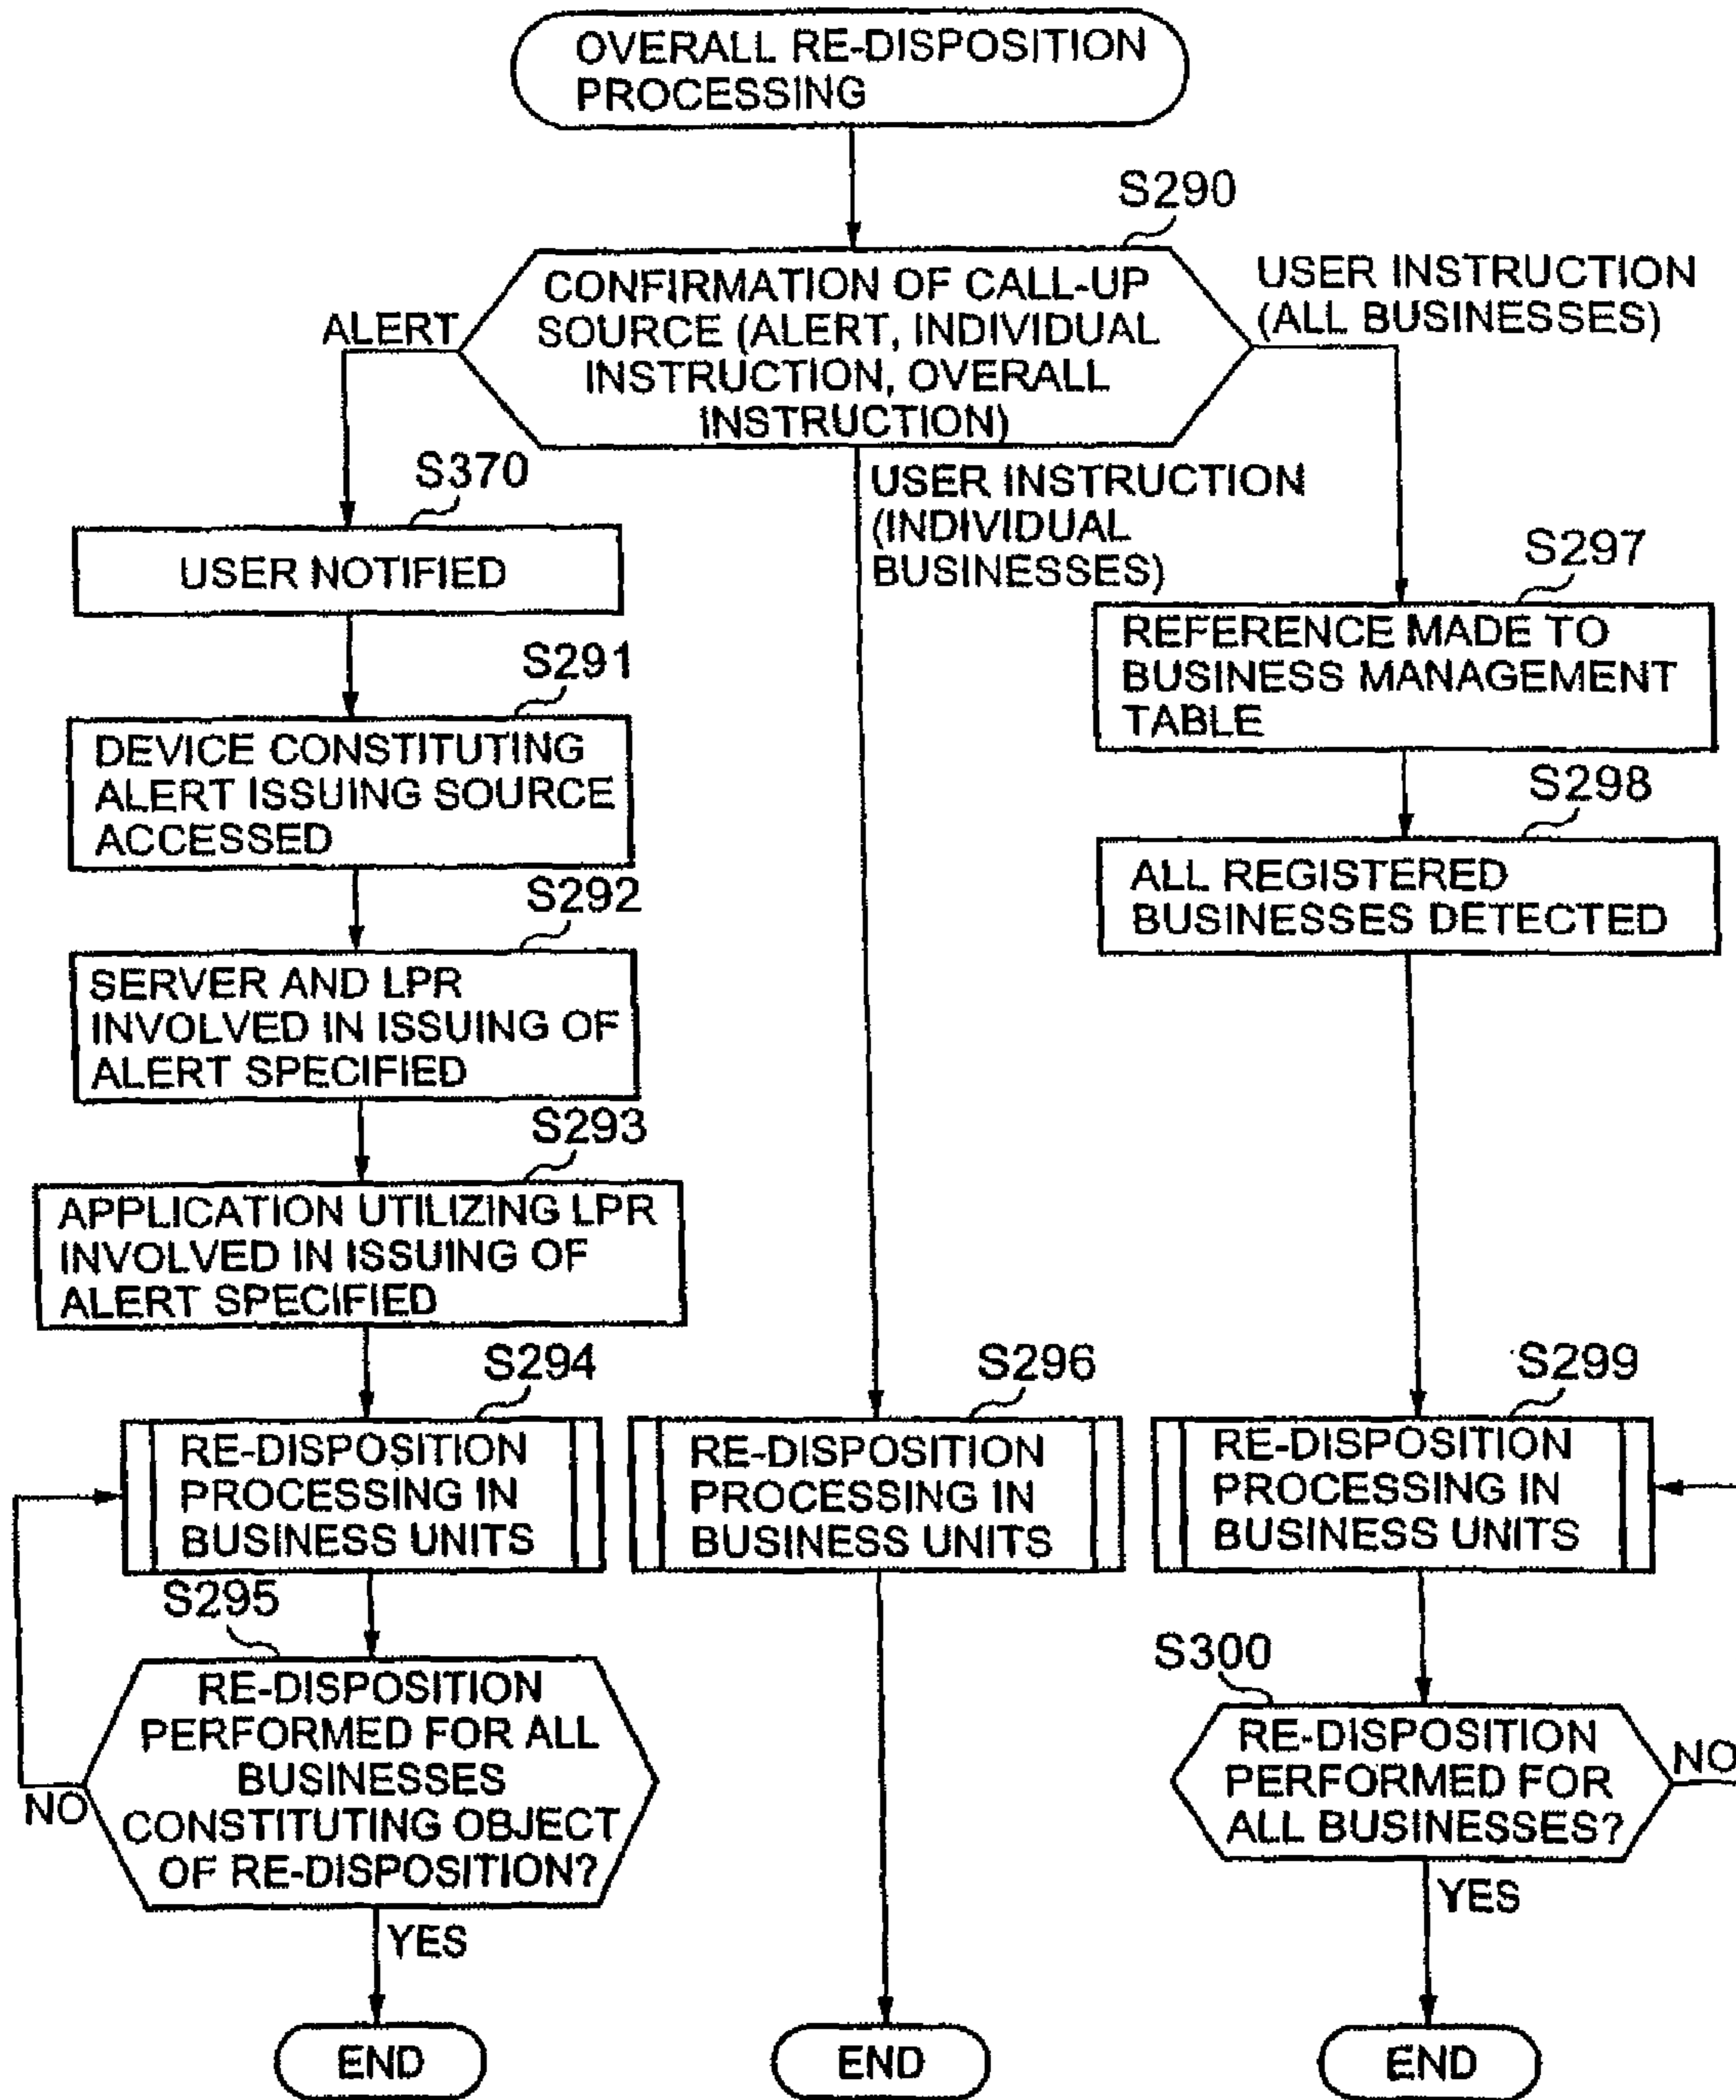 OVERALL RE-DISPOSITION
PROCESSING
S290
CONFIRMATION OF CALL-UP
SOURCE (ALERT, INDIVIDUAL
INSTRUCTION, OVERALL
INSTRUCTION)
ALERT
USER INSTRUCTION
(ALL BUSINESSES)
USER INSTRUCTION
(INDIVIDUAL
BUSINESSES)
S370
USER NOTIFIED
S291
DEVICE CONSTITUTING
ALERT ISSUING SOURCE
ACCESSED
S292
SERVER AND LPR
INVOLVED IN ISSUING OF
ALERT SPECIFIED
S293
APPLICATION UTILIZING LPR
INVOLVED IN ISSUING OF
ALERT SPECIFIED
S294
RE-DISPOSITION
PROCESSING IN
BUSINESS UNITS
S295
RE-DISPOSITION
PERFORMED FOR ALL
BUSINESSES
CONSTITUTING OBJECT
OF RE-DISPOSITION?
NO
YES
END
S296
RE-DISPOSITION
PROCESSING IN
BUSINESS UNITS
END
S297
REFERENCE MADE TO
BUSINESS MANAGEMENT
TABLE
S298
ALL REGISTERED
BUSINESSES DETECTED
S299
RE-DISPOSITION
PROCESSING IN
BUSINESS UNITS
S300
RE-DISPOSITION
PERFORMED FOR
ALL BUSINESSES?
NO
YES
END